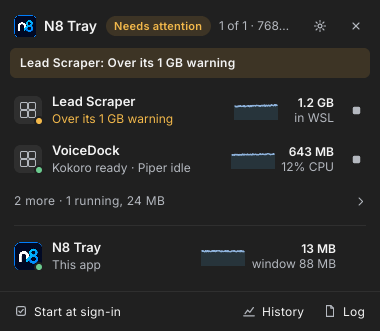 n8 N8 Tray Needs attention 1 of 1 · 768...
Lead Scraper: Over its 1 GB warning
Lead Scraper 1.2 GB
Over its 1 GB warning in WSL
VoiceDock 643 MB
Kokoro ready · Piper idle 12% CPU
2 more · 1 running, 24 MB
n8 N8 Tray 13 MB
This app window 88 MB
Start at sign-in History Log